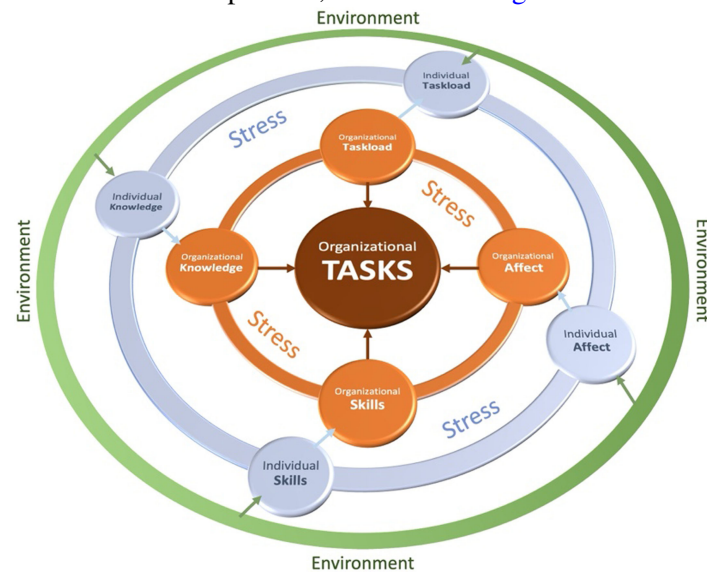 Environment
Individual
Taskload
Stress
Organizational
Taskload
Stress
Individual
Knowledge
Organizational
Knowledge
Organizational
TASKS
Organizational
Affect
Environment
Environment
Stress
Individual
Affect
Organizational
Skills
Stress
Individual
Skills
Environment